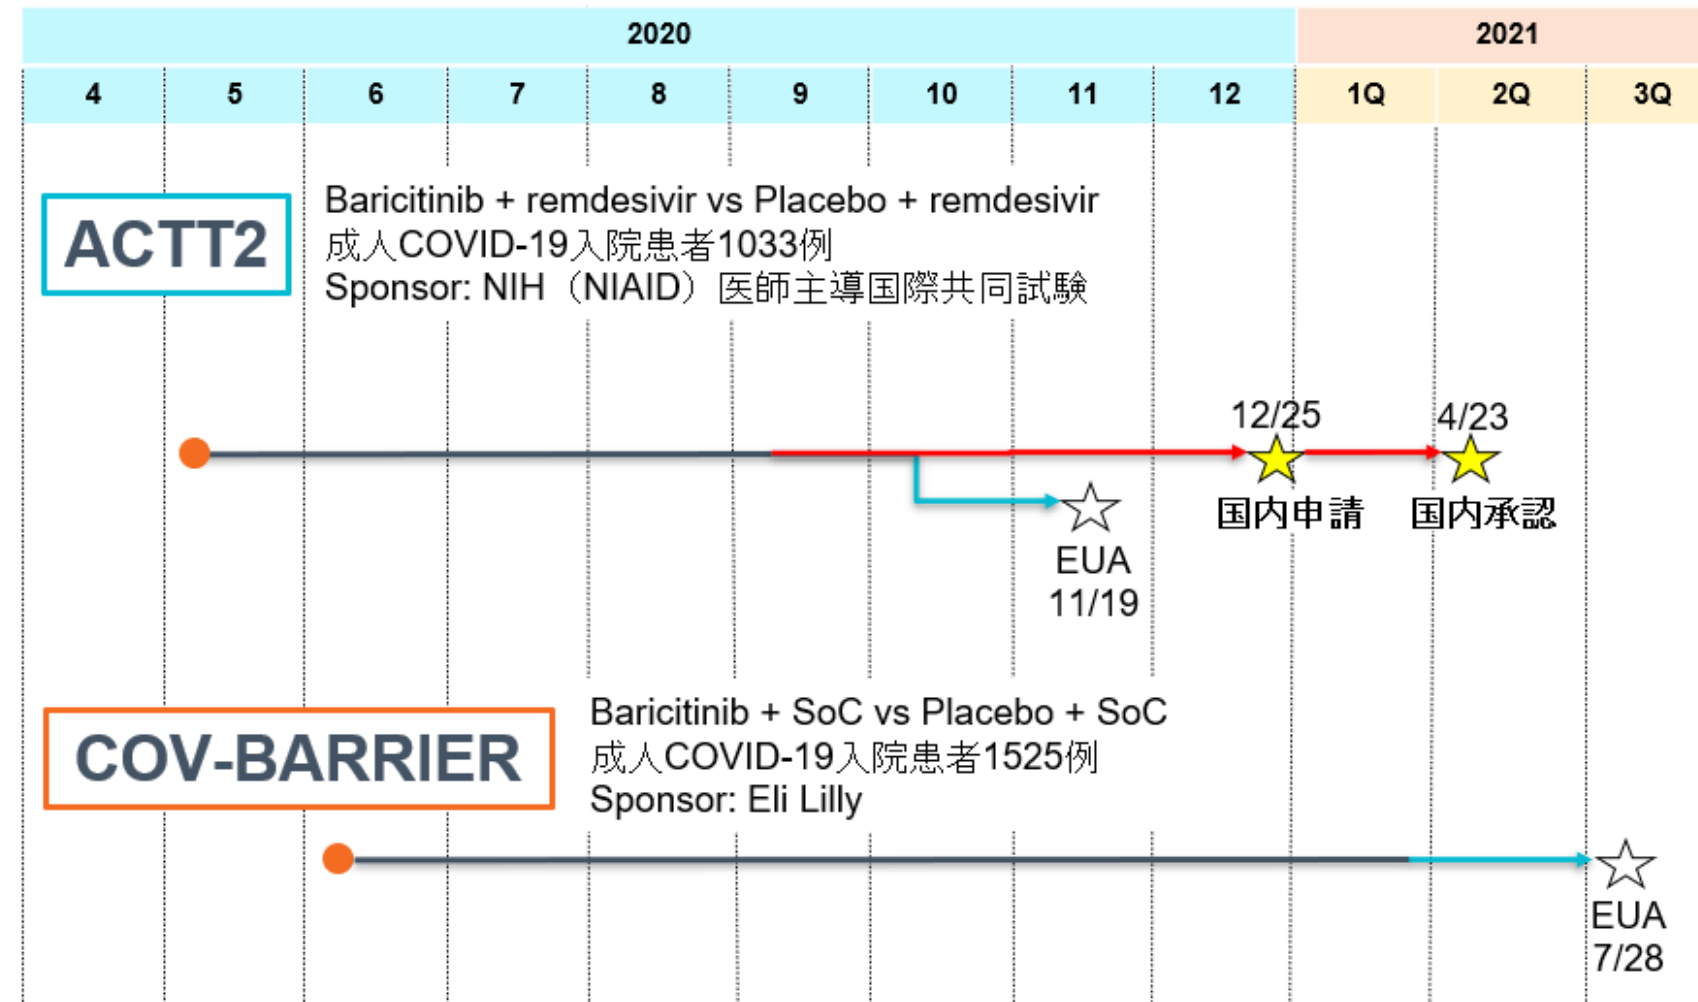 2020
2021
4
5
6
7
8
9
10
11
12
1Q
2Q
3Q
ACTT2
Baricitinib + remdesivir vs Placebo + remdesivir
成人COVID-19入院患者1033例
Sponsor: NIH（NIAID）医師主導国際共同試験
12/25
4/23
国内申請
国内承認
EUA
11/19
COV-BARRIER
Baricitinib + SoC vs Placebo + SoC
成人COVID-19入院患者1525例
Sponsor: Eli Lilly
EUA
7/28